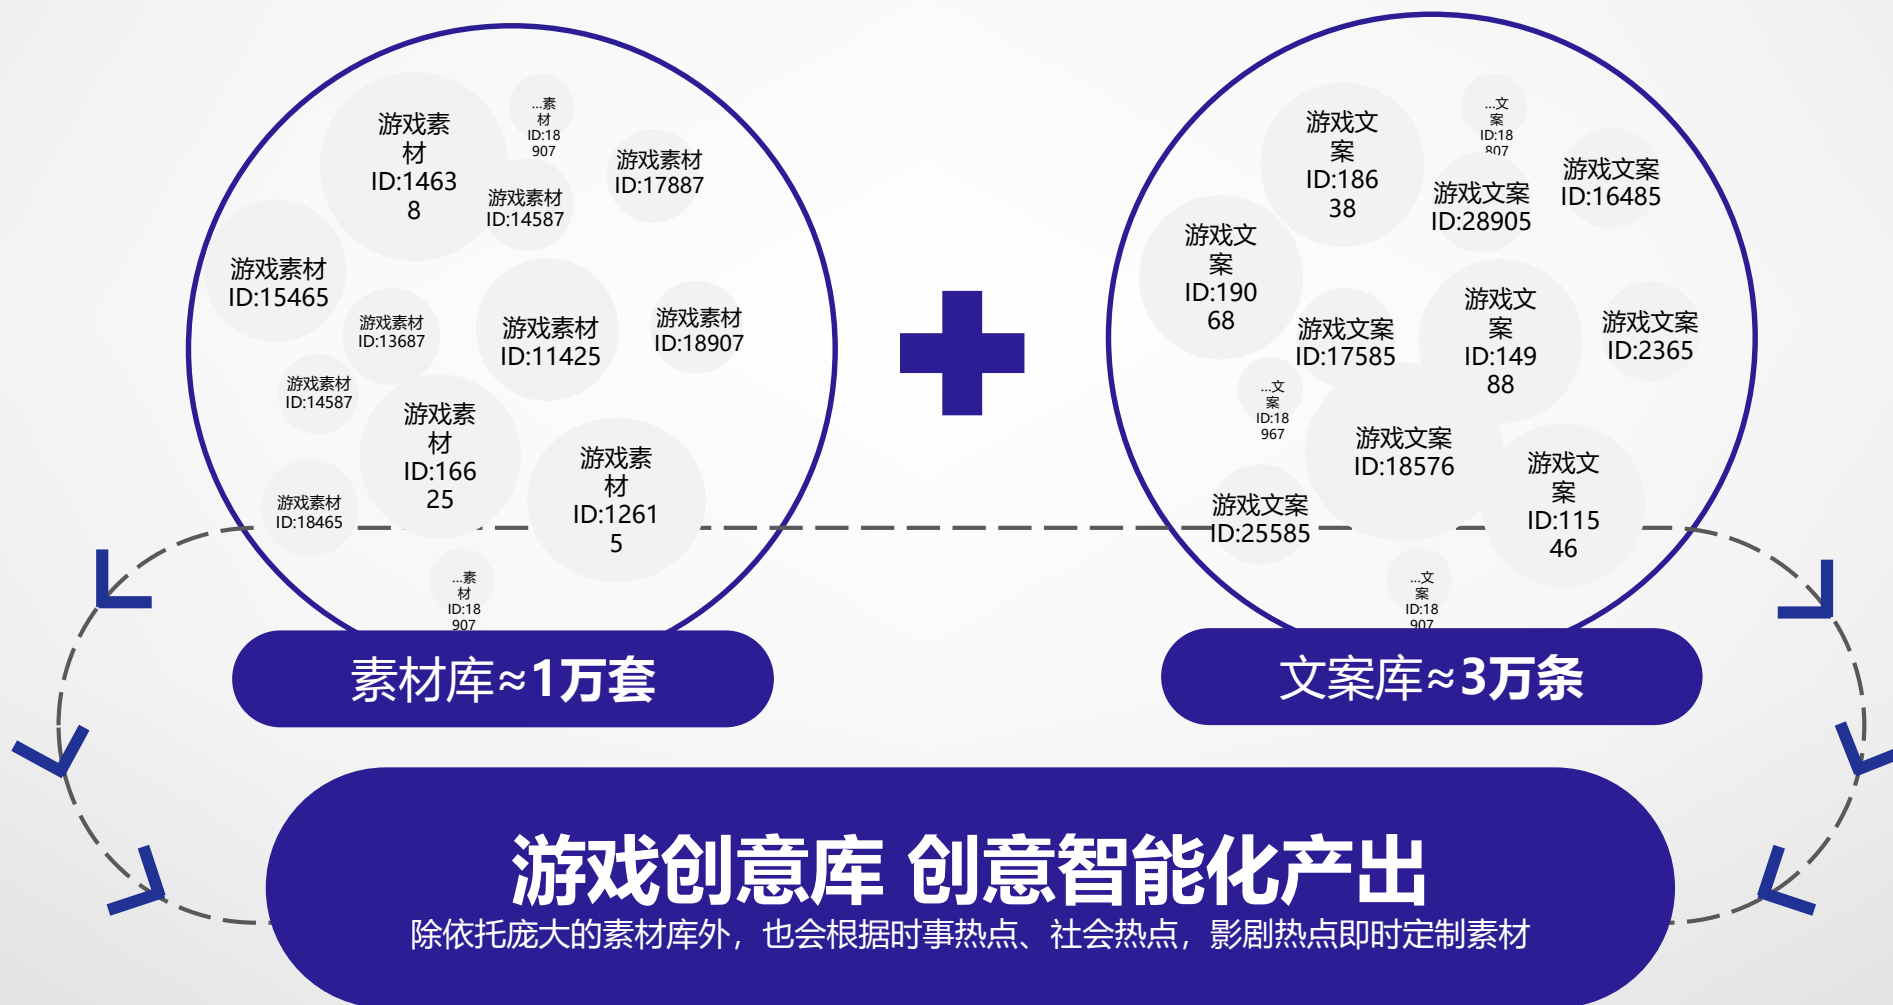 游戏素
材
ID:1463
8
...素
材
ID:18
907
游戏素材
ID:17887
游戏素材
ID:14587
游戏素材
ID:15465
游戏素材
ID:13687
游戏素材
ID:11425
游戏素材
ID:18907
游戏素材
ID:14587
游戏素
材
ID:166
25
游戏素
材
ID:1261
5
游戏素材
ID:18465
...素
材
ID:18
907
素材库≈1万套
游戏文
案
ID:186
38
...文
案
ID:18
807
游戏文案
ID:28905
游戏文案
ID:16485
游戏文
案
ID:190
68
游戏文案
ID:17585
游戏文
案
ID:149
88
游戏文案
ID:2365
...文
案
ID:18
967
游戏文案
ID:18576
游戏文
案
ID:115
46
游戏文案
ID:25585
...文
案
ID:18
907
文案库≈3万条
游戏创意库 创意智能化产出
除依托庞大的素材库外，也会根据时事热点、社会热点，影剧热点即时定制素材